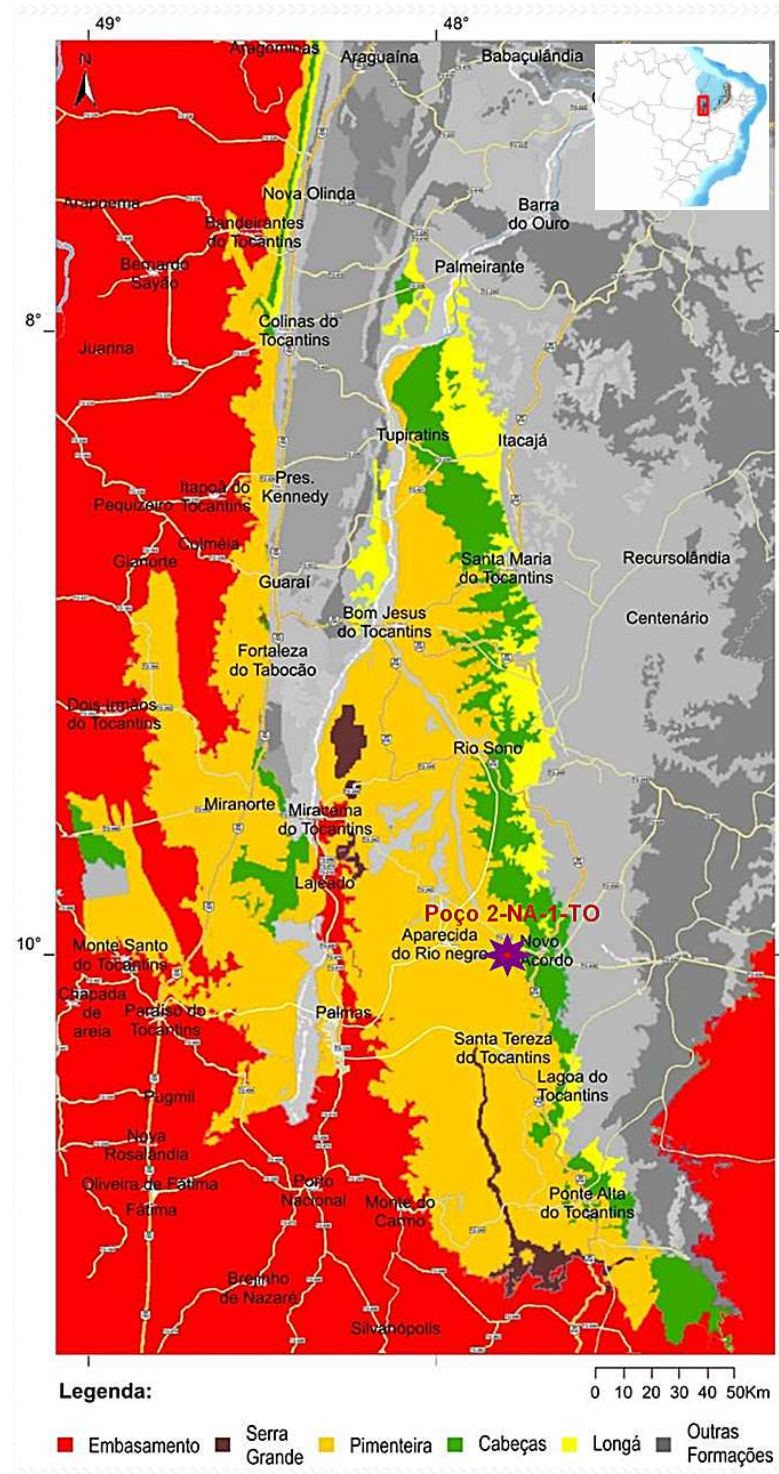 49°
48°
N
Aragominas
Araguaína
Babaçulândia
Nova Olinda
Arapoema
Bandeirantes
do Tocantins
Barra
do Ouro
Bernardo
Sayão
Palmeirante
Colinas do
Tocantins
8°
Juarina
Tupiratins
Itacajá
Pres.
Kennedy
Itaporã do
Tocantins
Pequizeiro
Colméia
Gianorte
Santa Maria
do Tocantins
Recursolândia
Guaraí
Bom Jesus
do Tocantins
Centenário
Fortaleza
do Tabocão
Dois Irmãos
do Tocantins
Rio Sono
Miranorte
Miracema
do Tocantins
Lajeado
Poço 2-NA-1-TO
Aparecida
do Rio negro
Novo
Acordo
10°
Monte Santo
do Tocantins
Chapada
de
areia
Paraíso do
Tocantins
Palmas
Santa Tereza
do Tocantins
Lagoa do
Tocantins
Pugmil
Nova
Rosalândia
Oliveira de Fátima
Fátima
Porto
Nacional
Monte do
Carmo
Ponte Alta
do Tocantins
Brejinho
de Nazaré
Silvanópolis
Legenda:
0 10 20 30 40 50Km
Embasamento
Serra
Grande
Pimenteira
Cabeças
Longá
Outras
Formações